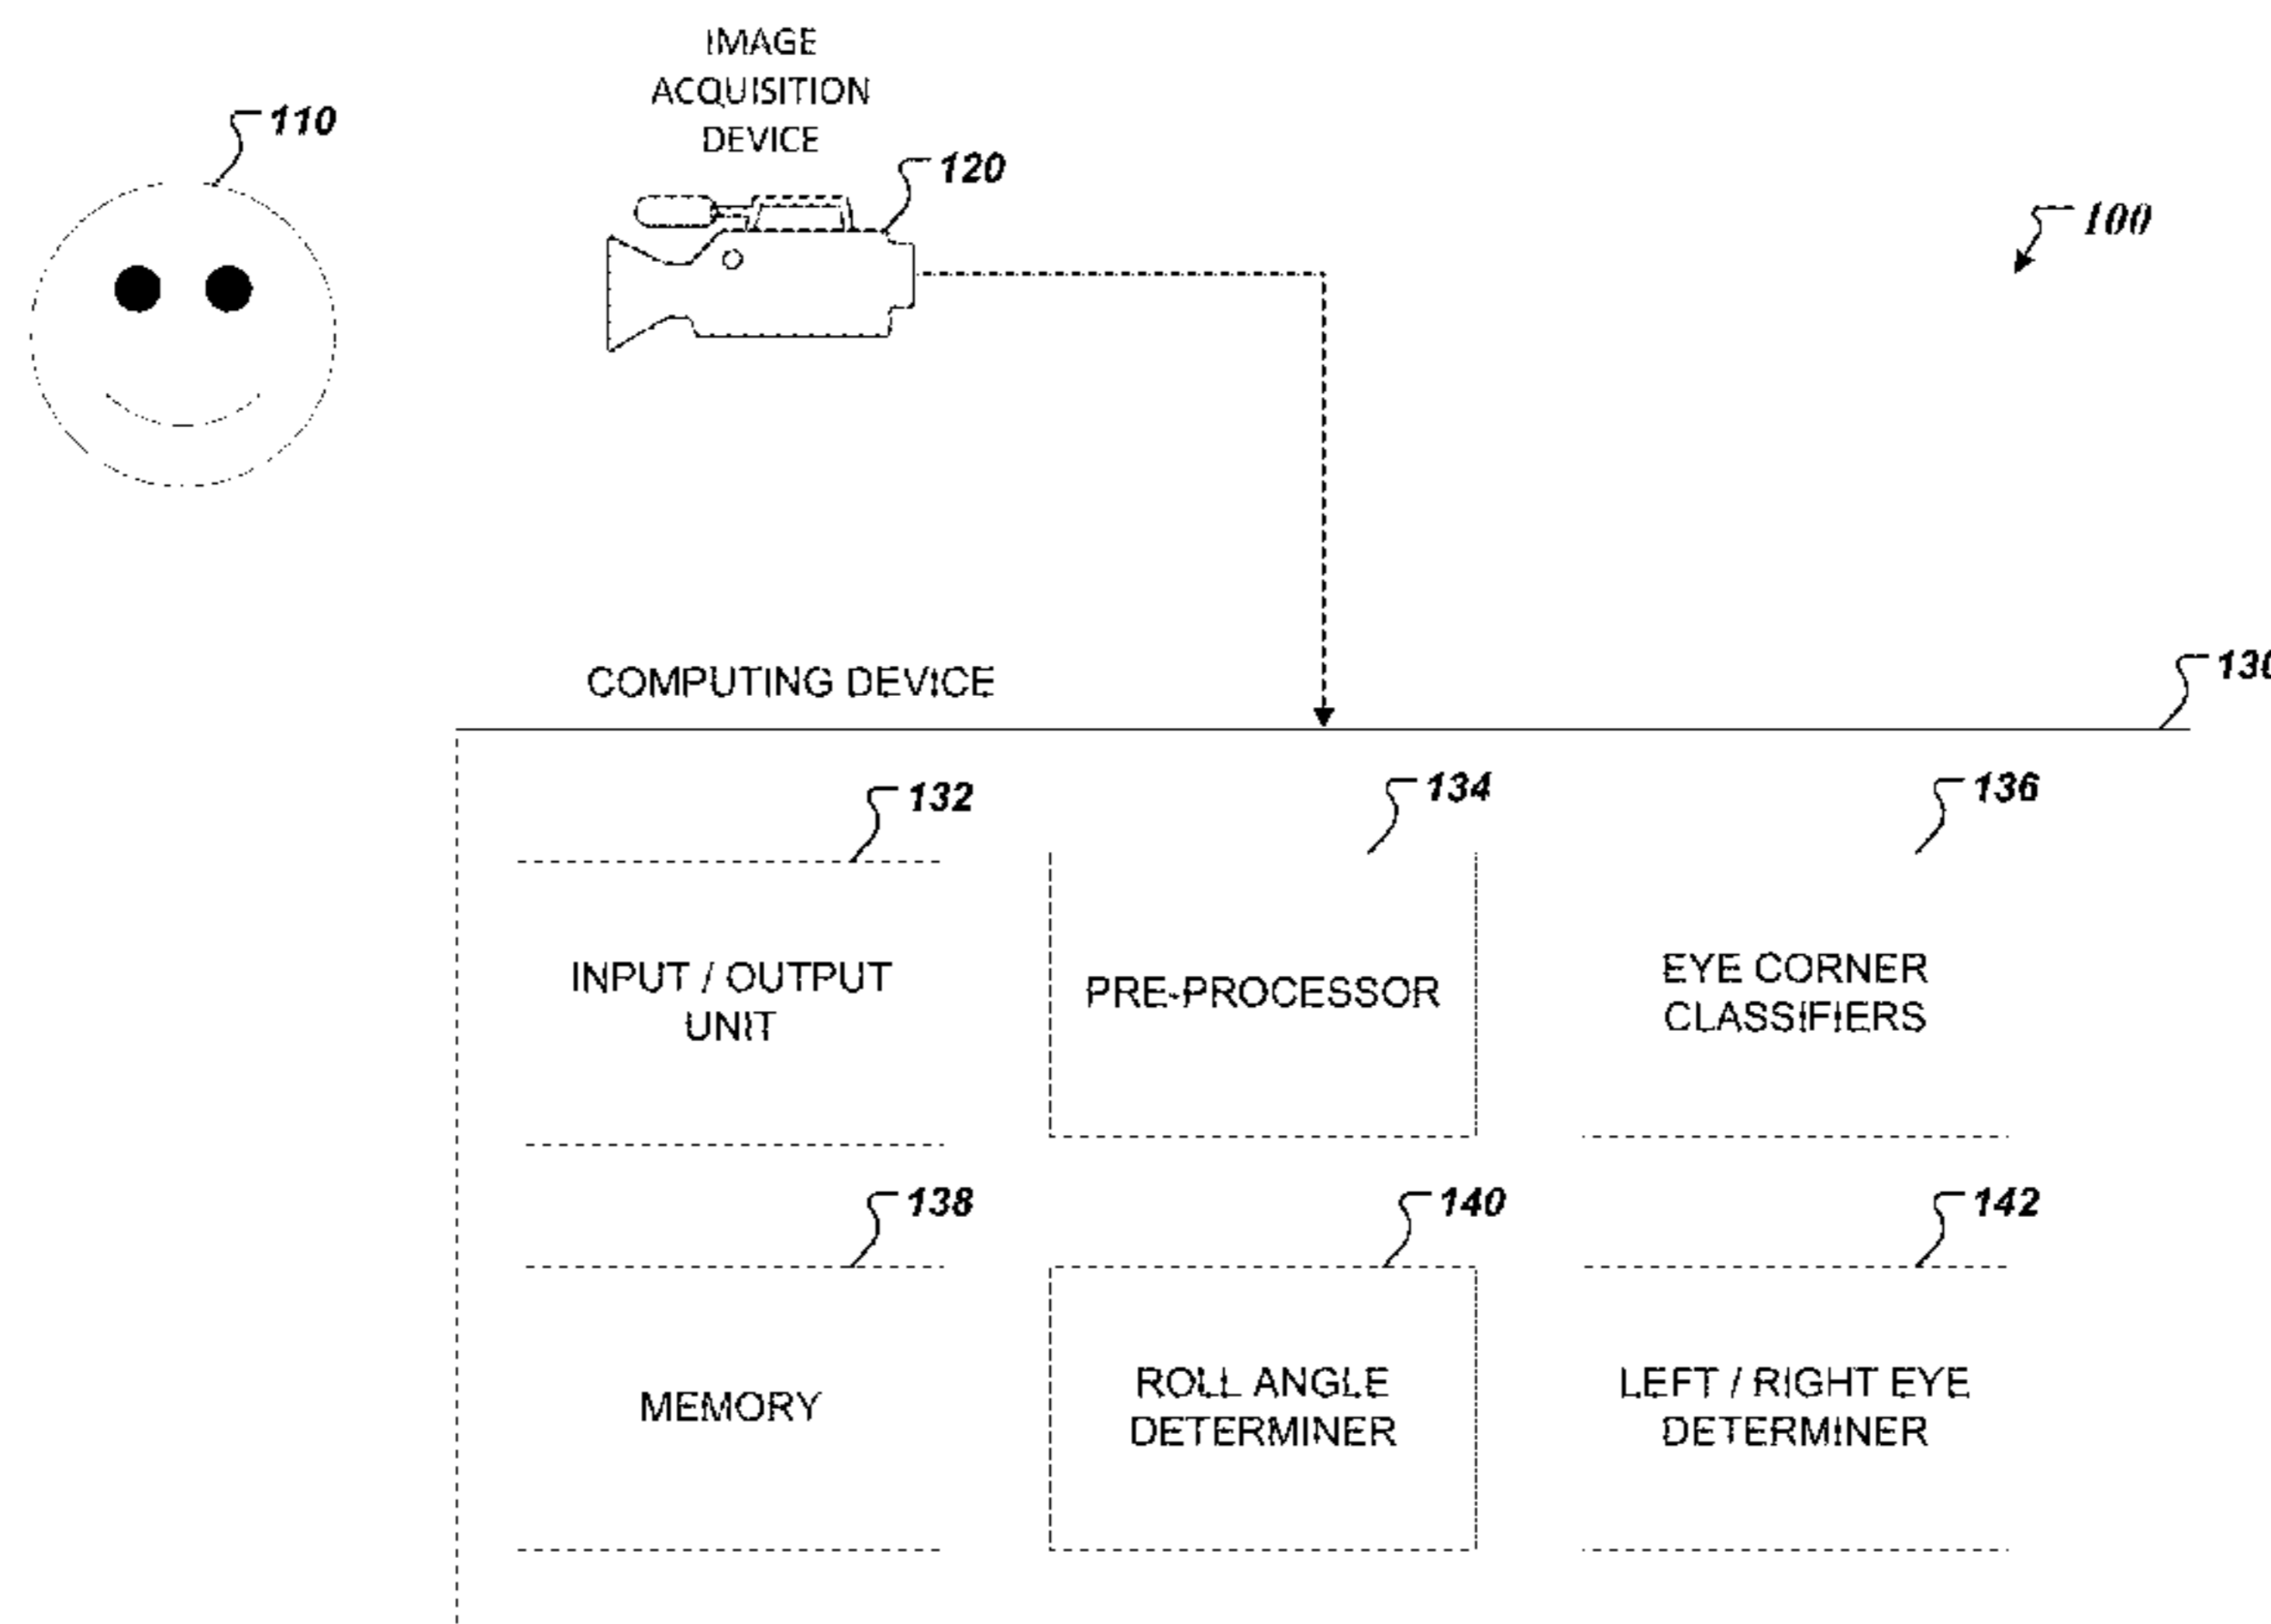 IMAGE
ACQUISITION
DEVICE
110
120
100
COMPUTING DEVICE
130
132
134
136
INPUT / OUTPUT
UNIT
PRE-PROCESSOR
EYE CORNER
CLASSIFIERS
138
140
142
MEMORY
ROLL ANGLE
DETERMINER
LEFT / RIGHT EYE
DETERMINER